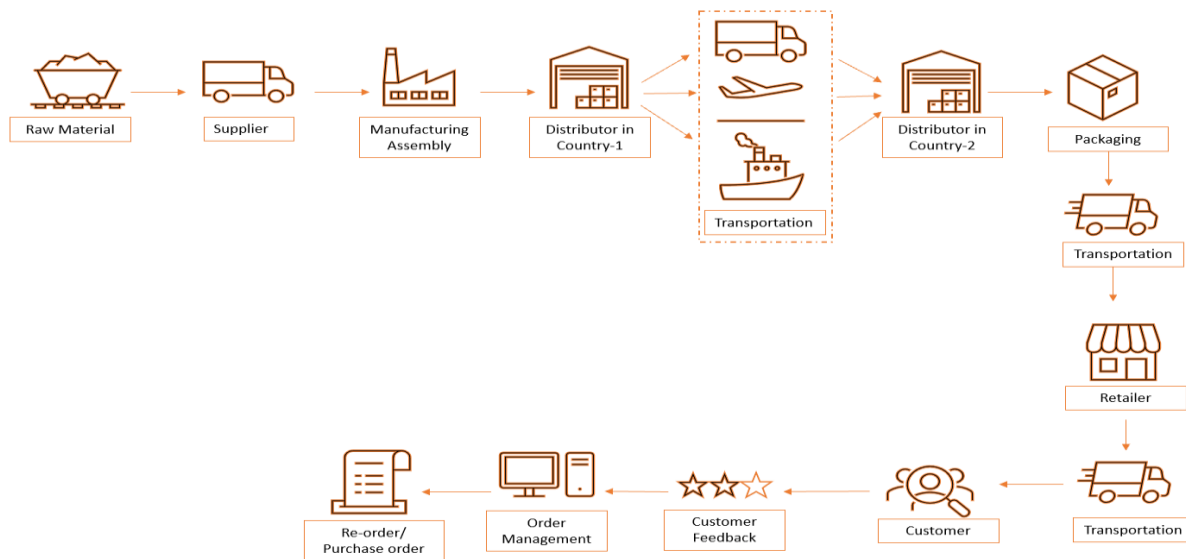 Raw Material
Supplier
Manufacturing
Assembly
Distributor in
Country-1
Transportation
Distributor in
Country-2
Packaging
Transportation
Retailer
Transportation
Customer
Customer
Feedback
Order
Management
Re-order/
Purchase order